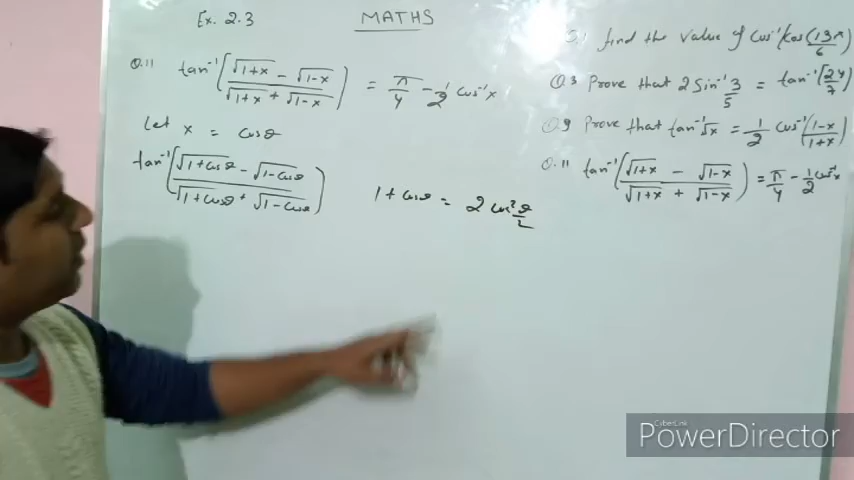 Ex. 2.3
MATHS
Q.11 tan⁻¹(√1+x − √1−x / √1+x + √1−x) = π/4 − 1/2 cos⁻¹x
Let x = cosθ
tan⁻¹(√1+cosθ − √1−cosθ / √1+cosθ + √1−cosθ)
1 + cosθ = 2 cos² θ/2
find the value of cos⁻¹(cos(13π/6)
Q.3 Prove that 2 sin⁻¹ 3/5 = tan⁻¹(24/7)
Q.9 Prove that tan⁻¹√x = 1/2 cos⁻¹(1−x/1+x)
Q.11 tan⁻¹(√1+x − √1−x / √1+x + √1−x) = π/4 − 1/2 cos⁻¹x
CyberLink
PowerDirector